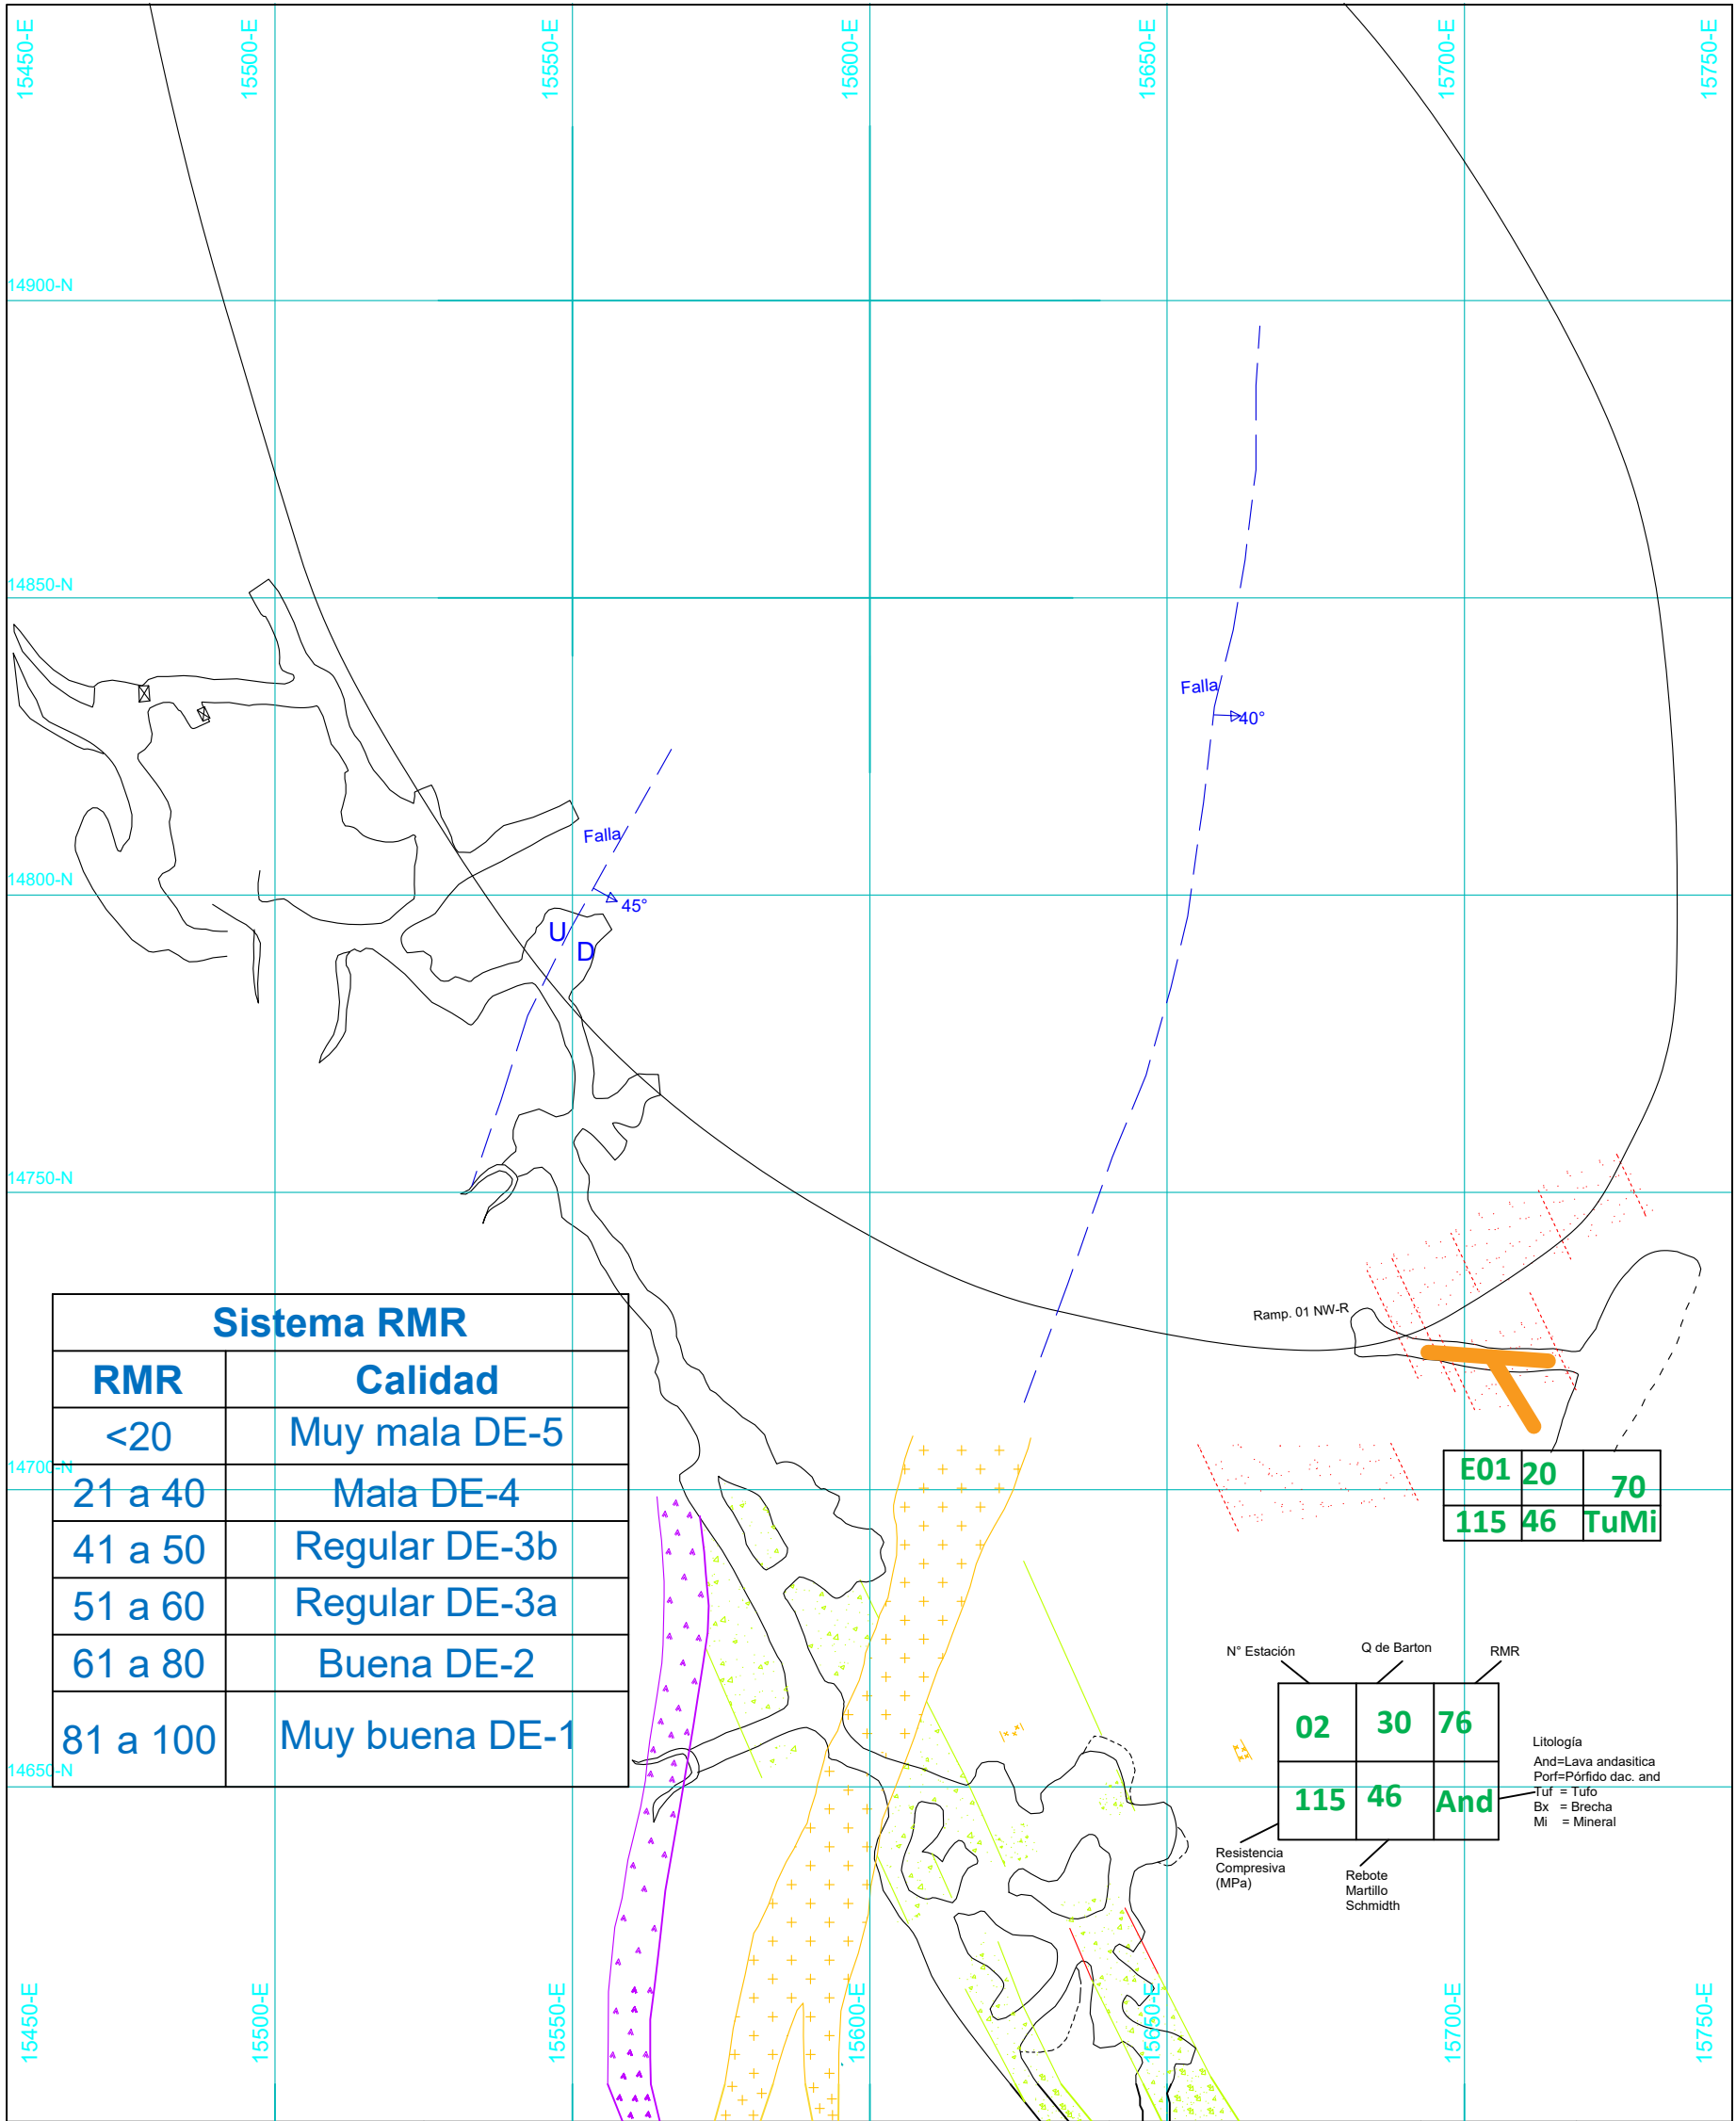 15450-E
15500-E
15550-E
15600-E
15650-E
15700-E
15750-E
14900-N
14850-N
Falla
40°
Falla
14800-N
45°
U
D
14750-N
Ramp. 01 NW-R
Sistema RMR
RMR Calidad
<20 Muy mala DE-5
14700-N
21 a 40 Mala DE-4
41 a 50 Regular DE-3b
51 a 60 Regular DE-3a
61 a 80 Buena DE-2
81 a 100 Muy buena DE-1
14650-N
E01 20 70
115 46 TuMi
N° Estación
Q de Barton
RMR
02 30 76
115 46 And
Litología
And=Lava andasitica
Porf=Pórfido dac. and
Tuf = Tufo
Bx = Brecha
Mi = Mineral
Resistencia
Compresiva
(MPa)
Rebote
Martillo
Schmidth
15450-E
15500-E
15550-E
15600-E
15650-E
15700-E
15750-E